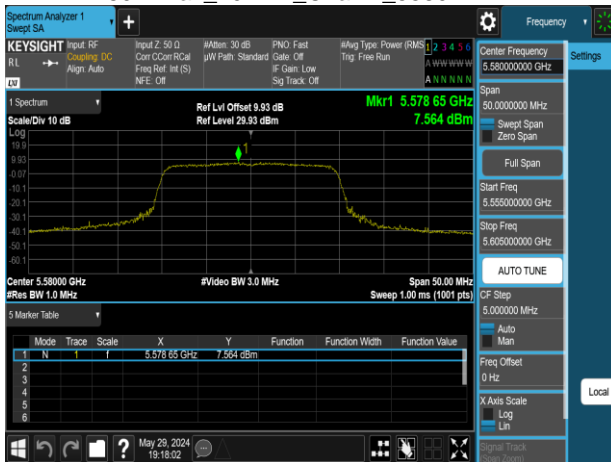 Spectrum Analyzer 1
Swept SA
Frequency
KEYSIGHT
Input: RF
Input Z: 50 Ω
#Atten: 30 dB
PNO: Fast
#Avg Type: Power (RMS
1 2 3 4 5 6
RL
Coupling: DC
Corr CCorr RCal
µW Path: Standard
Gate: Off
Trig: Free Run
A W W W W W
Align: Auto
Freq Ref: Int (S)
IF Gain: Low
NFE: Off
Sig Track: Off
A N N N N N
LXI
1 Spectrum
Ref Lvl Offset 9.93 dB
Mkr1 5.578 65 GHz
Scale/Div 10 dB
Ref Level 29.93 dBm
7.564 dBm
Log
1
19.9
9.93
-0.07
-10.1
-20.1
-30.1
-40.1
-50.1
-60.1
Center 5.58000 GHz
#Video BW 3.0 MHz
Span 50.00 MHz
#Res BW 1.0 MHz
Sweep 1.00 ms (1001 pts)
5 Marker Table
Mode Trace Scale X Y Function Function Width Function Value
1 N 1 f 5.578 65 GHz 7.564 dBm
2
3
4
5
6
May 29, 2024
19:18:02
Center Frequency
5.580000000 GHz
Settings
Span
50.0000000 MHz
Swept Span
Zero Span
Full Span
Start Freq
5.555000000 GHz
Stop Freq
5.605000000 GHz
AUTO TUNE
CF Step
5.000000 MHz
Auto
Man
Freq Offset
0 Hz
Local
X Axis Scale
Log
Lin
Signal Track
(Span Zoom)